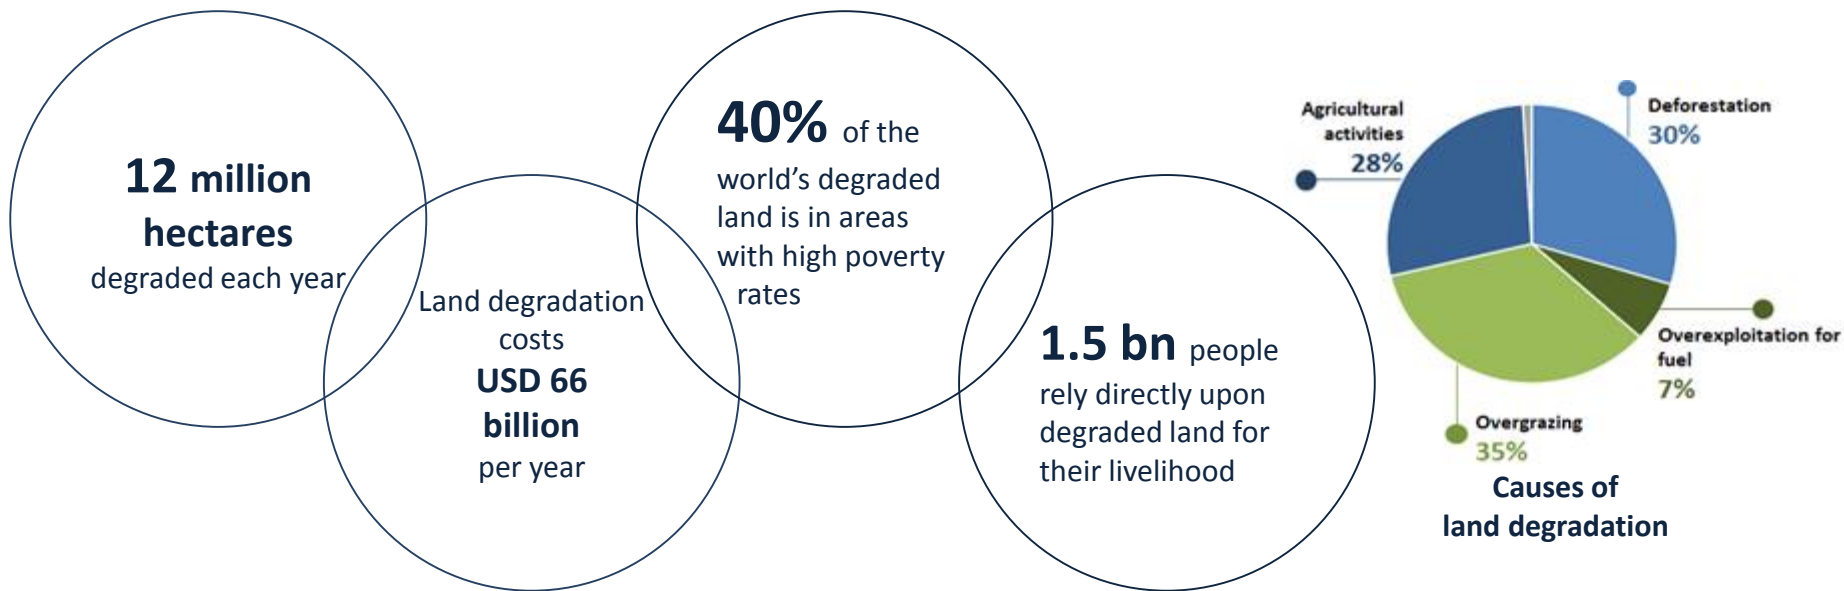 12 million
hectares
degraded each year
Land degradation
costs
USD 66
billion
per year
40% of the
world’s degraded
land is in areas
with high poverty
rates
1.5 bn people
rely directly upon
degraded land for
their livelihood
Agricultural
activities
28%
Deforestation
30%
Overexploitation for
fuel
7%
Overgrazing
35%
Causes of
land degradation